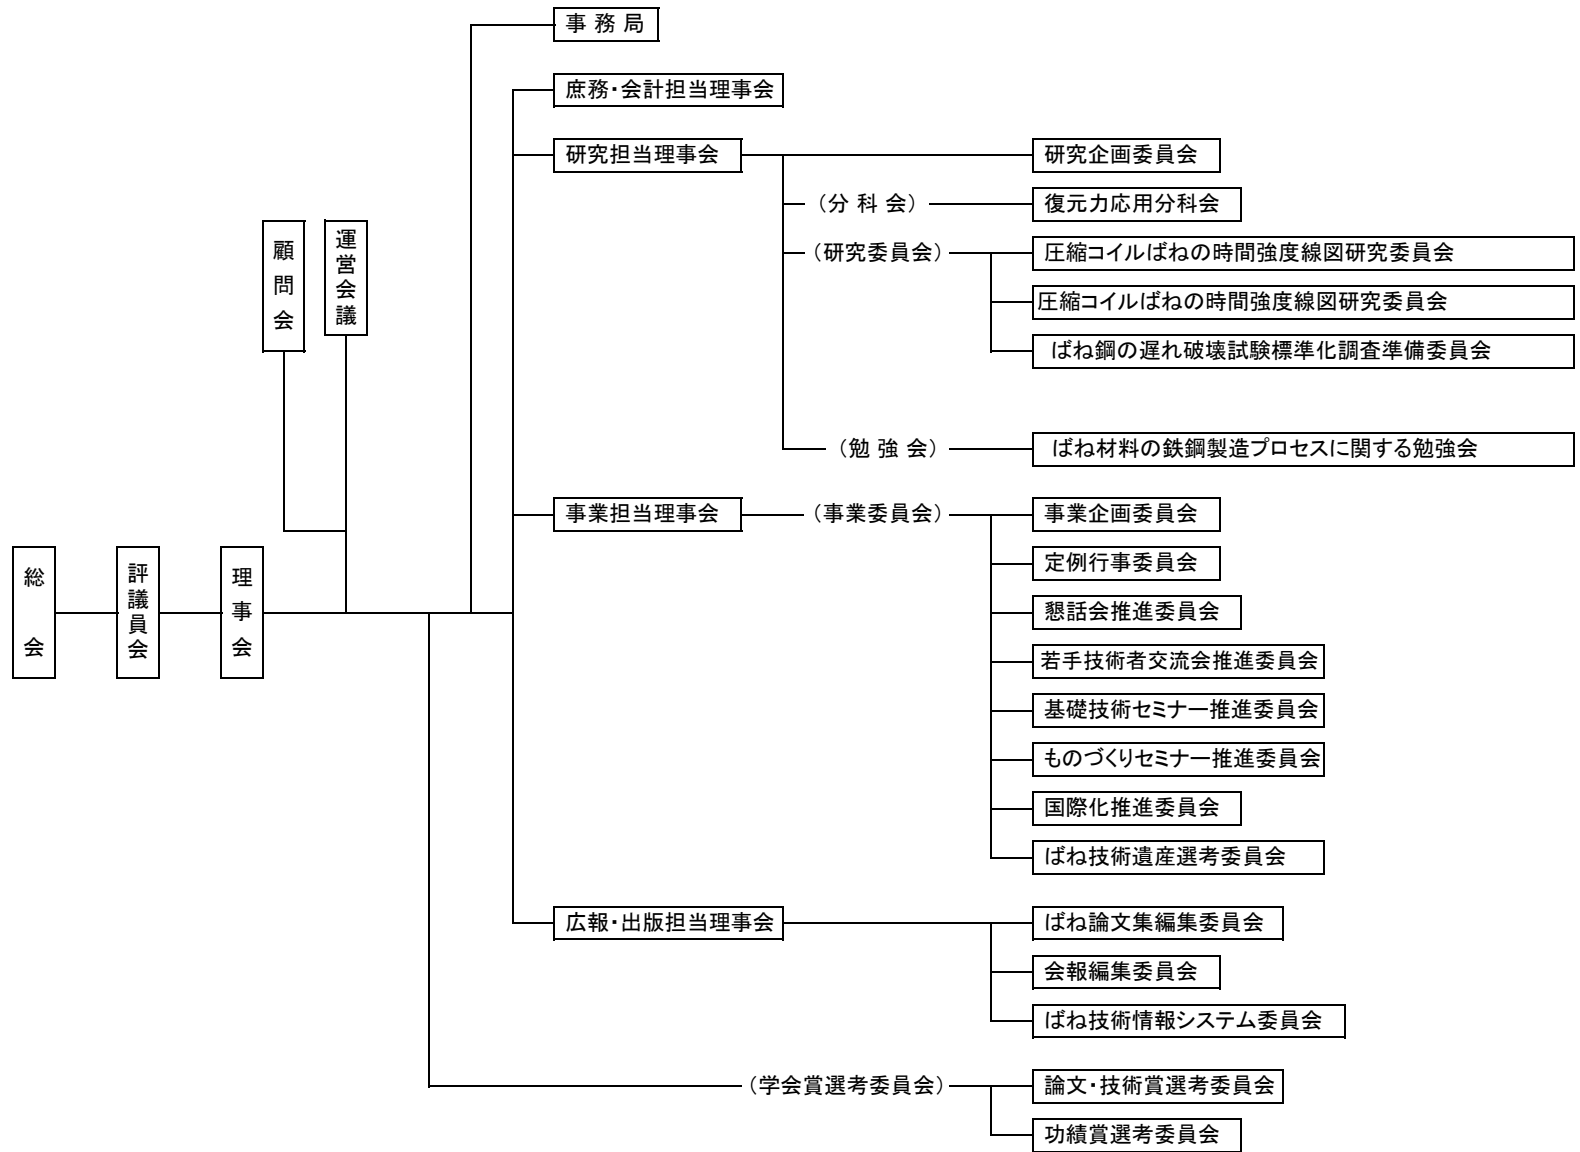 事 務 局
庶務・会計担当理事会
研究担当理事会
研究企画委員会
（分 科 会）
復元力応用分科会
（研究委員会）
圧縮コイルばねの時間強度線図研究委員会
圧縮コイルばねの時間強度線図研究委員会
ばね鋼の遅れ破壊試験標準化調査準備委員会
（勉 強 会）
ばね材料の鉄鋼製造プロセスに関する勉強会
顧問会
運営会議
総会
評議員会
理事会
事業担当理事会
（事業委員会）
事業企画委員会
定例行事委員会
懇話会推進委員会
若手技術者交流会推進委員会
基礎技術セミナー推進委員会
ものづくりセミナー推進委員会
国際化推進委員会
ばね技術遺産選考委員会
広報・出版担当理事会
ばね論文集編集委員会
会報編集委員会
ばね技術情報システム委員会
（学会賞選考委員会）
論文・技術賞選考委員会
功績賞選考委員会